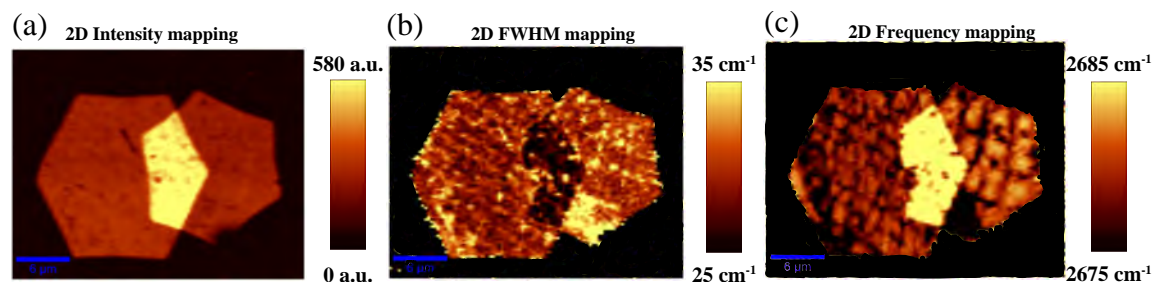 (a)
2D Intensity mapping
580 a.u.
0 a.u.
6 µm
(b)
2D FWHM mapping
35 cm-1
25 cm-1
6 µm
(c)
2D Frequency mapping
2685 cm-1
2675 cm-1
6 µm